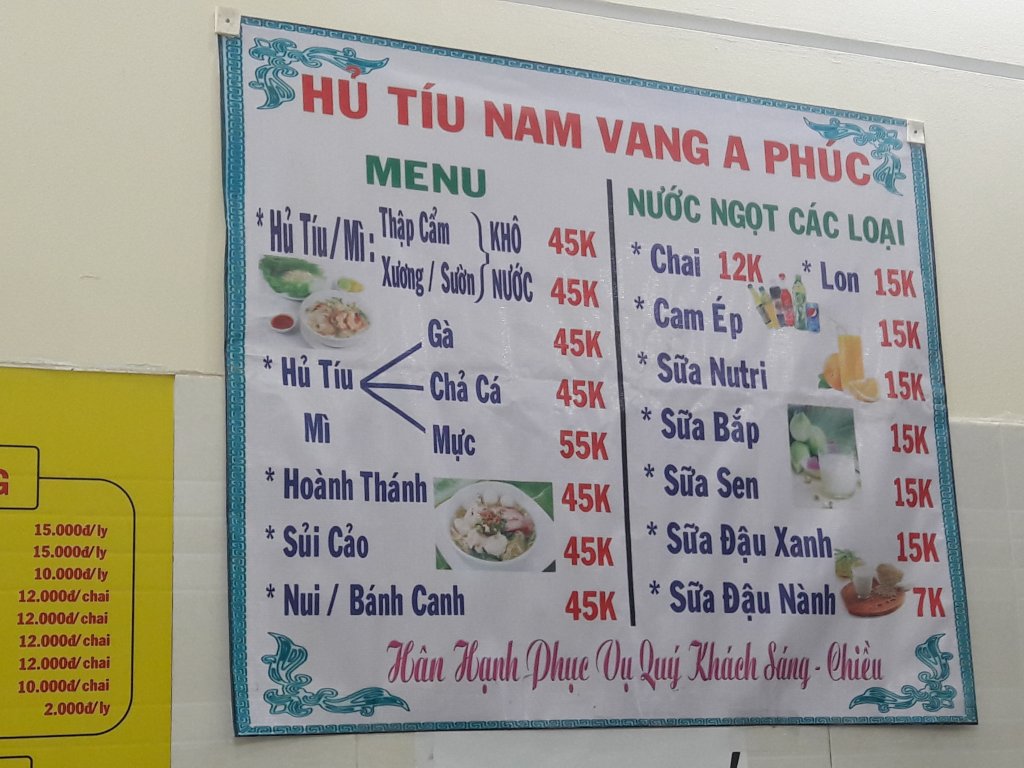 HỦ TÍU NAM VANG A PHÚC
MENU
* Hủ Tíu/Mì : Thập Cẩm KHÔ 45K
Xương / Sườn NƯỚC 45K
Gà 45K
* Hủ Tíu Chả Cá 45K
Mì Mực 55K
* Hoành Thánh 45K
* Sủi Cảo 45K
* Nui / Bánh Canh 45K
NƯỚC NGỌT CÁC LOẠI
* Chai 12K * Lon 15K
* Cam Ép 15K
* Sữa Nutri 15K
* Sữa Bắp 15K
* Sữa Sen 15K
* Sữa Đậu Xanh 15K
* Sữa Đậu Nành 7K
Hân Hạnh Phục Vụ Quý Khách Sáng - Chiều
G
15.000đ/ly
15.000đ/ly
10.000đ/ly
12.000đ/chai
12.000đ/chai
12.000đ/chai
12.000đ/chai
10.000đ/chai
2.000đ/ly